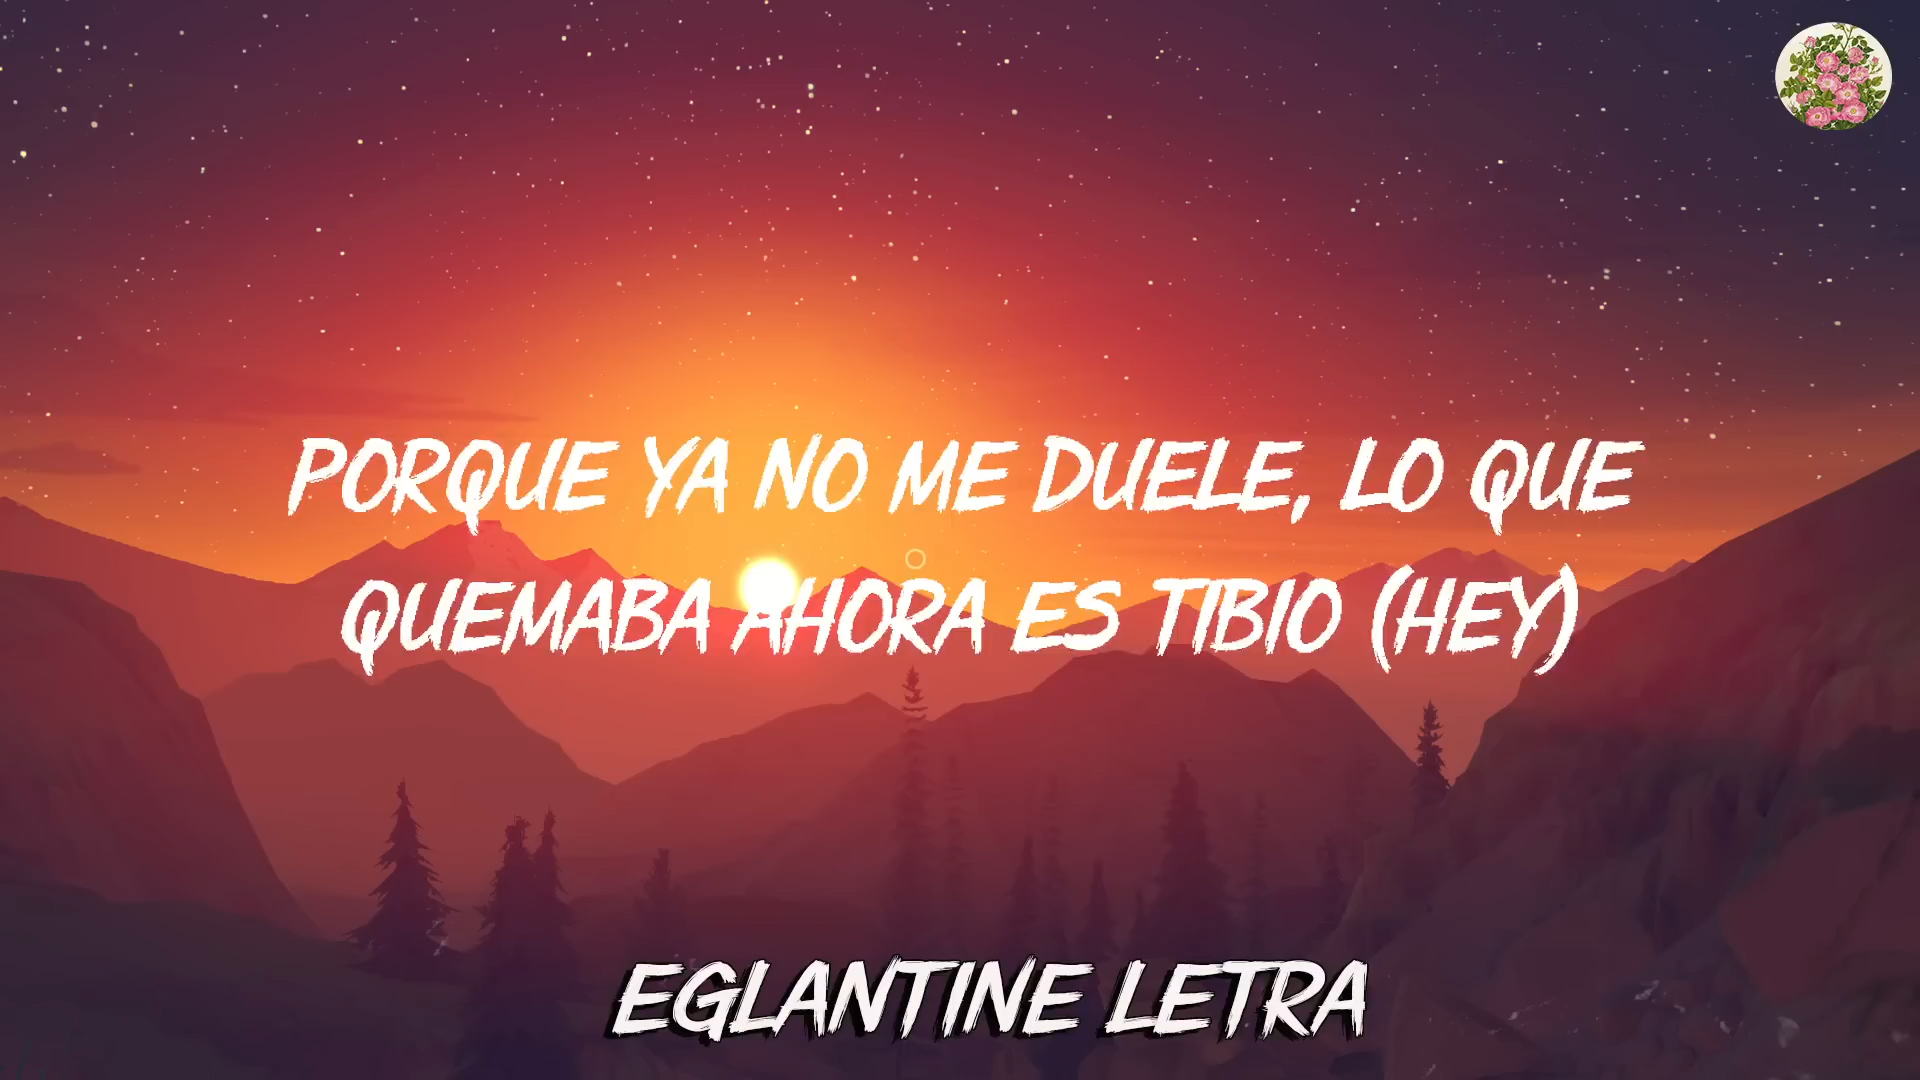 PORQUE YA NO ME DUELE, LO QUE
QUEMABA AHORA ES TIBIO (HEY)
EGLANTINE LETRA